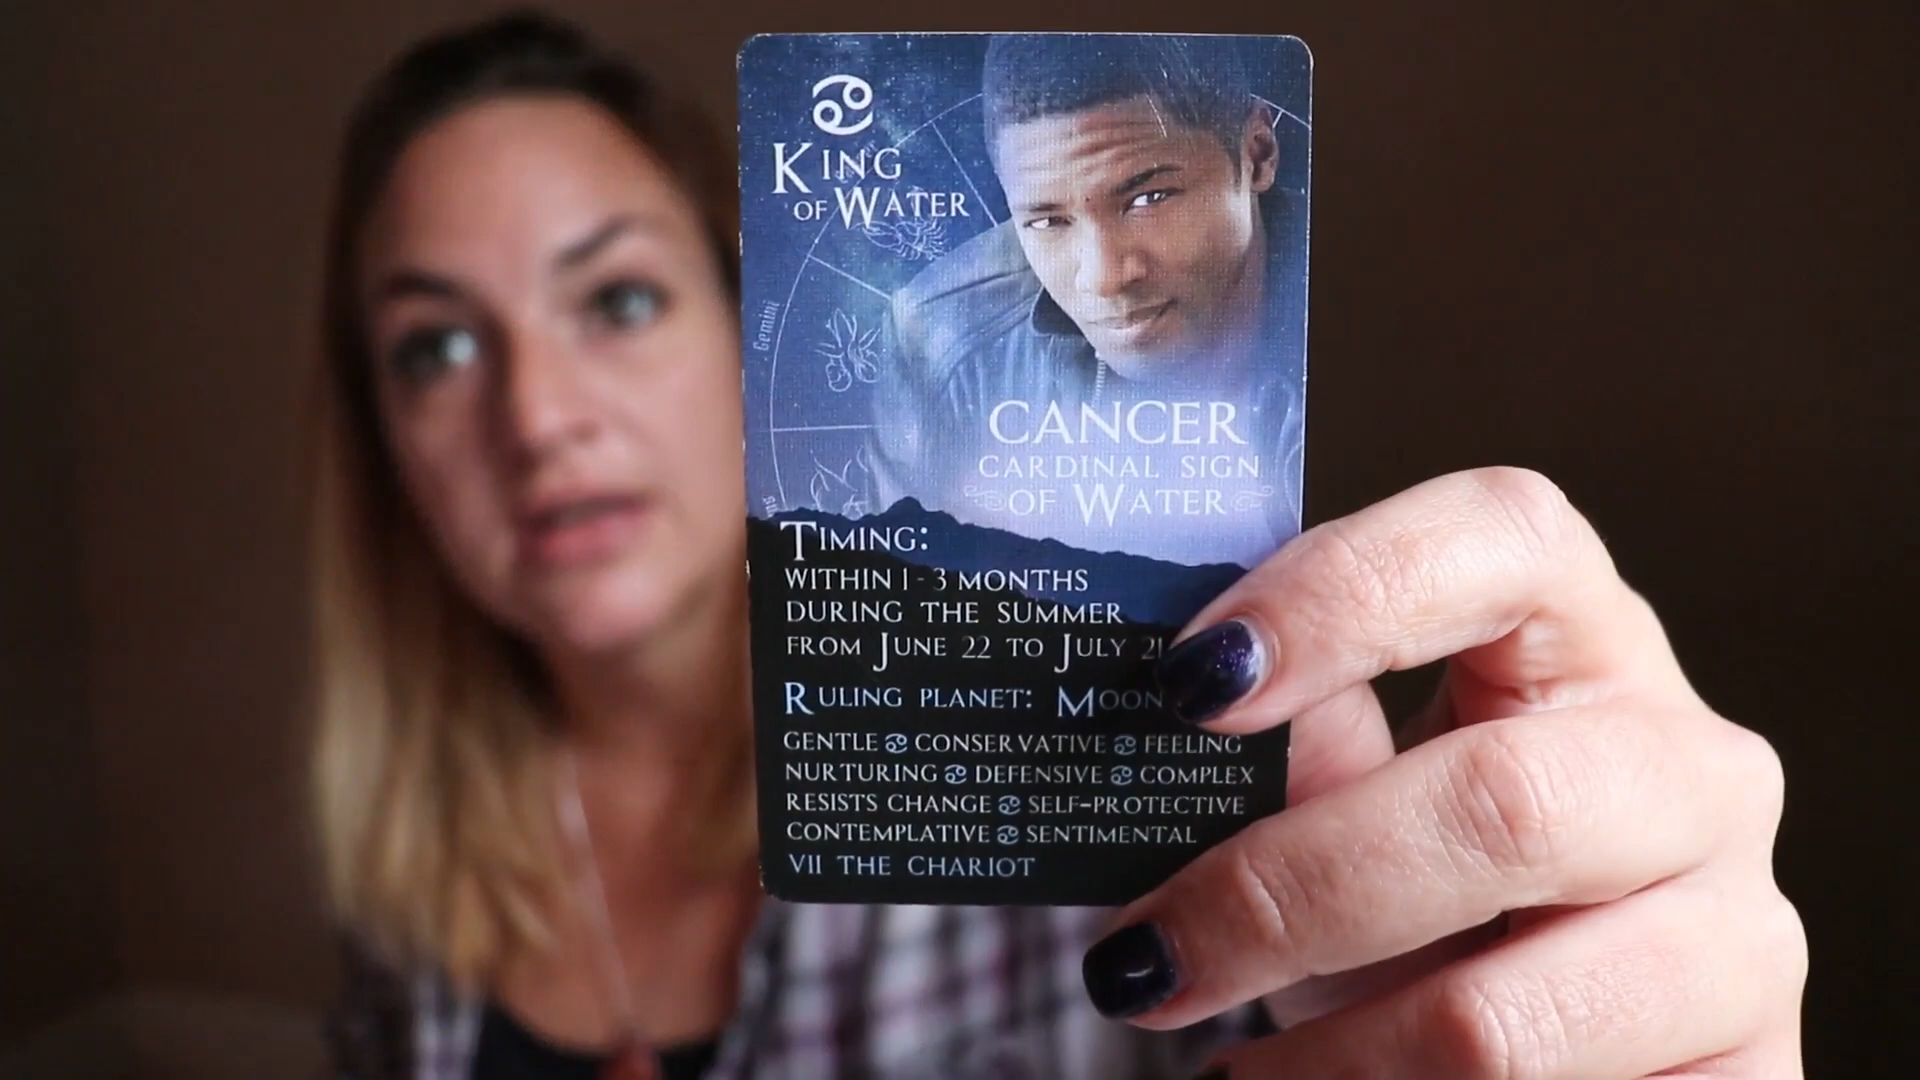 KING
OF WATER
Gemini
CANCER
CARDINAL SIGN
OF WATER
TIMING:
WITHIN 1 - 3 MONTHS
DURING THE SUMMER
FROM JUNE 22 TO JULY 21
RULING PLANET: MOON
GENTLE ♋ CONSERVATIVE ♋ FEELING
NURTURING ♋ DEFENSIVE ♋ COMPLEX
RESISTS CHANGE ♋ SELF-PROTECTIVE
CONTEMPLATIVE ♋ SENTIMENTAL
VII THE CHARIOT